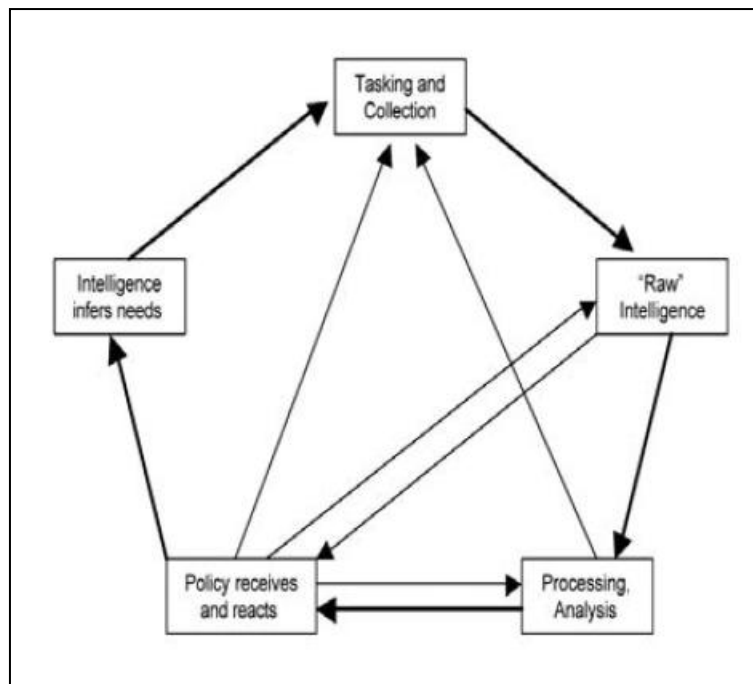 Tasking and
Collection
Intelligence
infers needs
“Raw”
Intelligence
Policy receives
and reacts
Processing,
Analysis